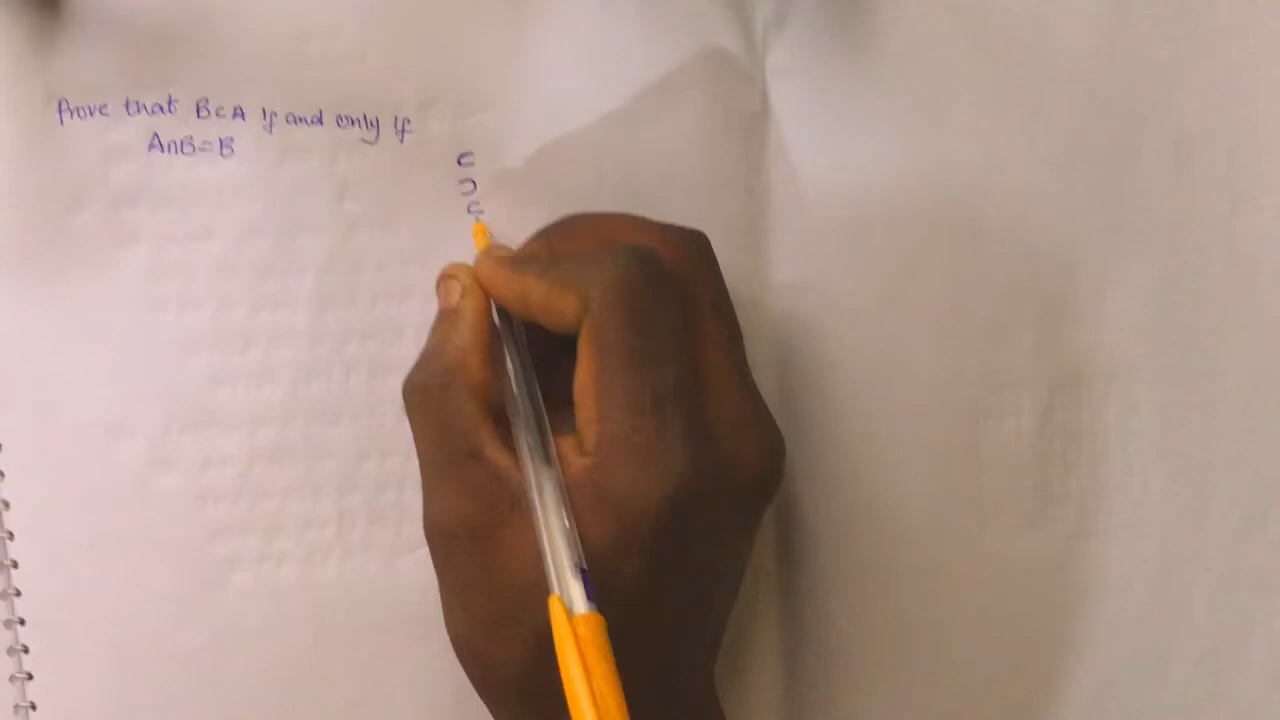 Prove that B⊂A If and only if
A∩B=B
⊂
⊃
⊂